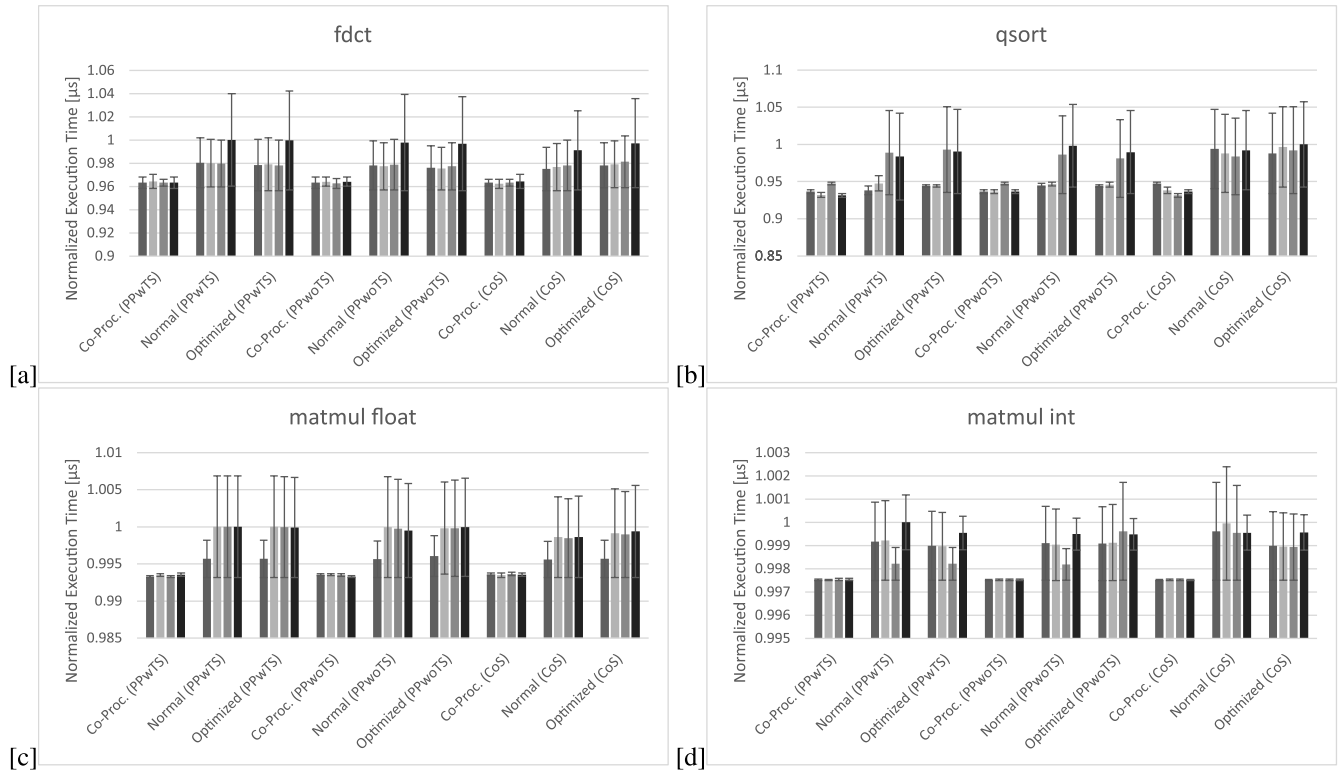 fdct
Normalized Execution Time [µs]
1.06
1.04
1.02
1
0.98
0.96
0.94
0.92
0.9
Co-Proc. (PPwTS)
Normal (PPwTS)
Optimized (PPwTS)
Co-Proc. (PPwoTS)
Normal (PPwoTS)
Optimized (PPwoTS)
Co-Proc. (CoS)
Normal (CoS)
Optimized (CoS)
[a]
qsort
Normalized Execution Time [µs]
1.1
1.05
1
0.95
0.9
0.85
Co-Proc. (PPwTS)
Normal (PPwTS)
Optimized (PPwTS)
Co-Proc. (PPwoTS)
Normal (PPwoTS)
Optimized (PPwoTS)
Co-Proc. (CoS)
Normal (CoS)
Optimized (CoS)
[b]
matmul float
Normalized Execution Time [µs]
1.01
1.005
1
0.995
0.99
0.985
Co-Proc. (PPwTS)
Normal (PPwTS)
Optimized (PPwTS)
Co-Proc. (PPwoTS)
Normal (PPwoTS)
Optimized (PPwoTS)
Co-Proc. (CoS)
Normal (CoS)
Optimized (CoS)
[c]
matmul int
Normalized Execution Time [µs]
1.003
1.002
1.001
1
0.999
0.998
0.997
0.996
0.995
Co-Proc. (PPwTS)
Normal (PPwTS)
Optimized (PPwTS)
Co-Proc. (PPwoTS)
Normal (PPwoTS)
Optimized (PPwoTS)
Co-Proc. (CoS)
Normal (CoS)
Optimized (CoS)
[d]